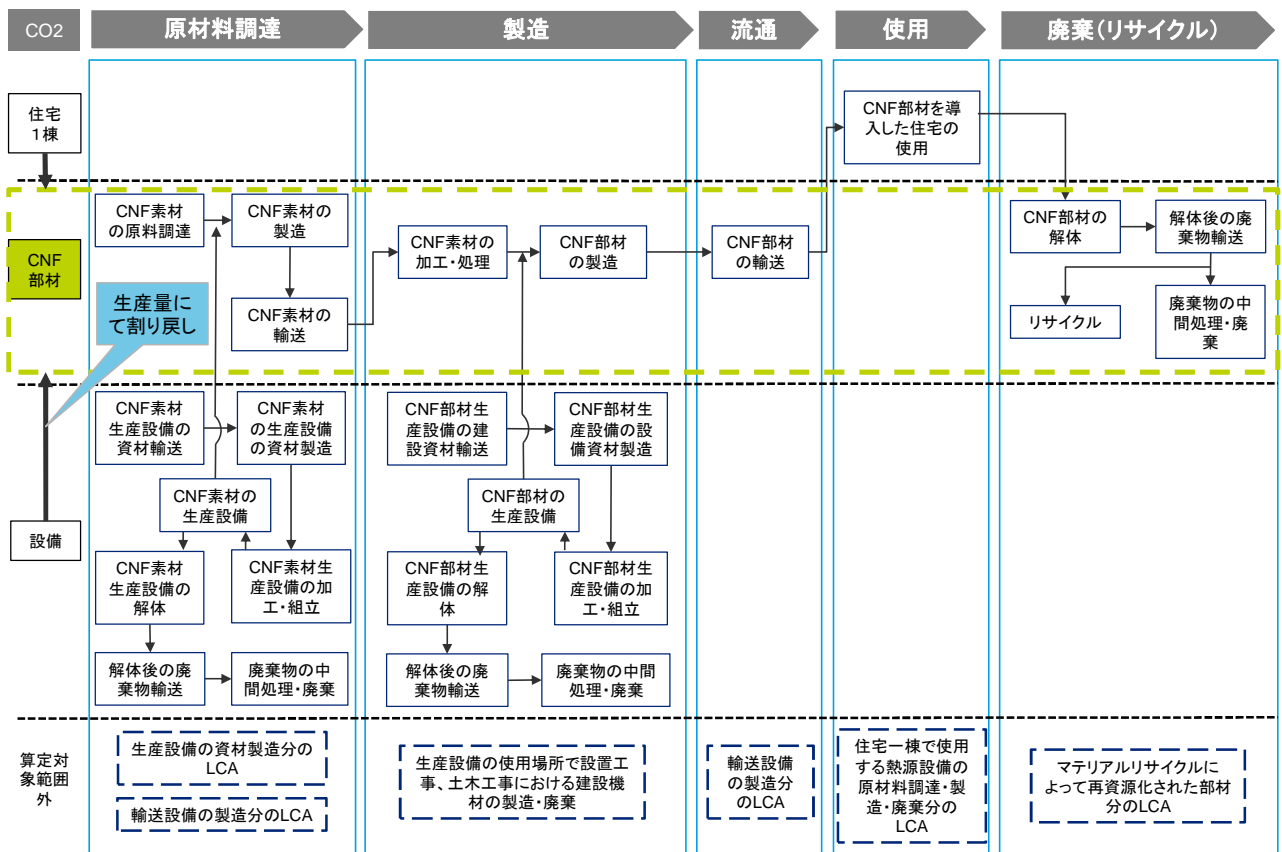 CO2
原材料調達
製造
流通
使用
廃棄(リサイクル)
住宅
1棟
CNF部材を導
入した住宅の
使用
CNF
部材
CNF素材
の原料調達
CNF素材の
製造
CNF素材の
輸送
CNF素材の
加工・処理
CNF部材
の製造
CNF部材
の輸送
CNF部材の
解体
解体後の廃
棄物輸送
リサイクル
廃棄物の中
間処理・廃
棄
生産量に
て割り戻し
設備
CNF素材
生産設備の
資材輸送
CNF素材
の生産設備
の資材製造
CNF素材の
生産設備
CNF素材
生産設備の
解体
CNF素材生
産設備の加
工・組立
解体後の廃
棄物輸送
廃棄物の中
間処理・廃棄
CNF部材生
産設備の建
設資材輸送
CNF部材生
産設備の設
備資材製造
CNF部材の
生産設備
CNF部材生
産設備の解
体
CNF部材生
産設備の加
工・組立
解体後の廃
棄物輸送
廃棄物の中間
処理・廃棄
算定対
象範囲
外
生産設備の資材製造分の
LCA
輸送設備の製造分のLCA
生産設備の使用場所で設置工
事、土木工事における建設機
材の製造・廃棄
輸送設備
の製造分
のLCA
住宅一棟で使用
する熱源設備の
原材料調達・製
造・廃棄分の
LCA
マテリアルリサイクルに
よって再資源化された部材
分のLCA